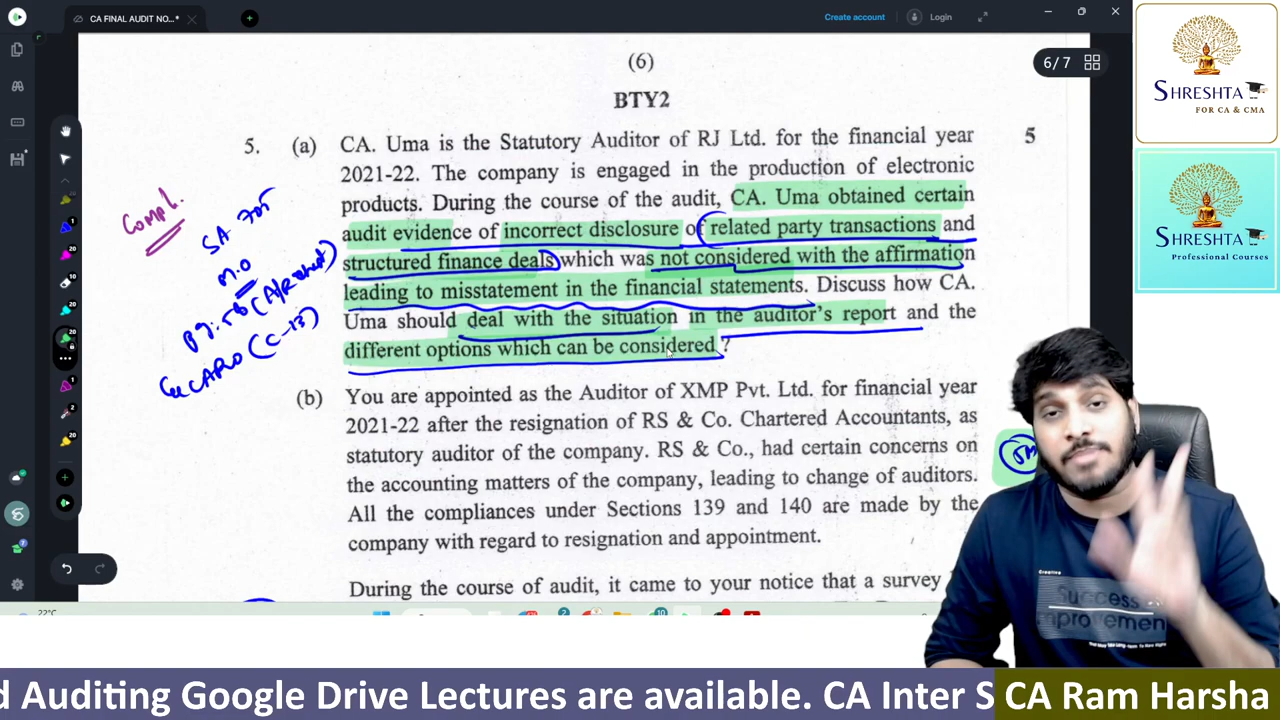 CA FINAL AUDIT NO...*
Create account
Login
6/7
(6)
BTY2
5. (a) CA. Uma is the Statutory Auditor of RJ Ltd. for the financial year 5
2021-22. The company is engaged in the production of electronic
products. During the course of the audit, CA. Uma obtained certain
audit evidence of incorrect disclosure of related party transactions and
structured finance deals which was not considered with the affirmation
leading to misstatement in the financial statements. Discuss how CA.
Uma should deal with the situation in the auditor's report and the
different options which can be considered ?
Compl.
SA 705
M.O
CARO (C-13)
(b) You are appointed as the Auditor of XMP Pvt. Ltd. for financial year
2021-22 after the resignation of RS & Co. Chartered Accountants, as
statutory auditor of the company. RS & Co., had certain concerns on
the accounting matters of the company, leading to change of auditors.
All the compliances under Sections 139 and 140 are made by the
company with regard to resignation and appointment.
During the course of audit, it came to your notice that a survey
22°C
SHRESHTA
FOR CA & CMA
SHRESHTA
Professional Courses
Creating
Success
improvement
d Auditing Google Drive Lectures are available. CA Inter S
CA Ram Harsha